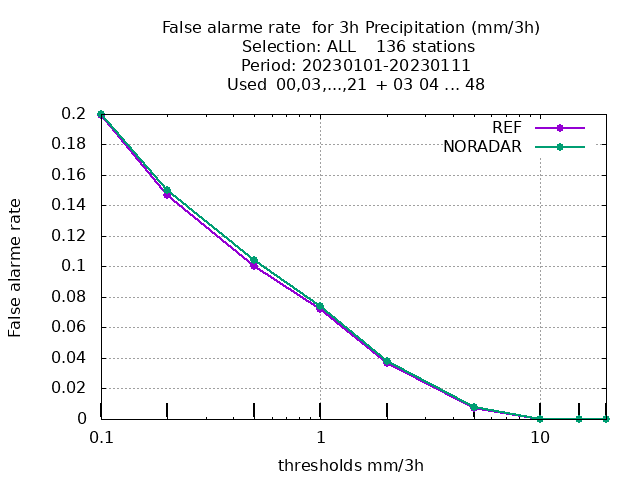 False alarme rate  for 3h Precipitation (mm/3h)
Selection: ALL    136 stations
Period: 20230101-20230111
Used  00,03,...,21  + 03 04 ... 48
REF
NORADAR
False alarme rate
0.2
0.18
0.16
0.14
0.12
0.1
0.08
0.06
0.04
0.02
0
0.1 1 10
thresholds mm/3h